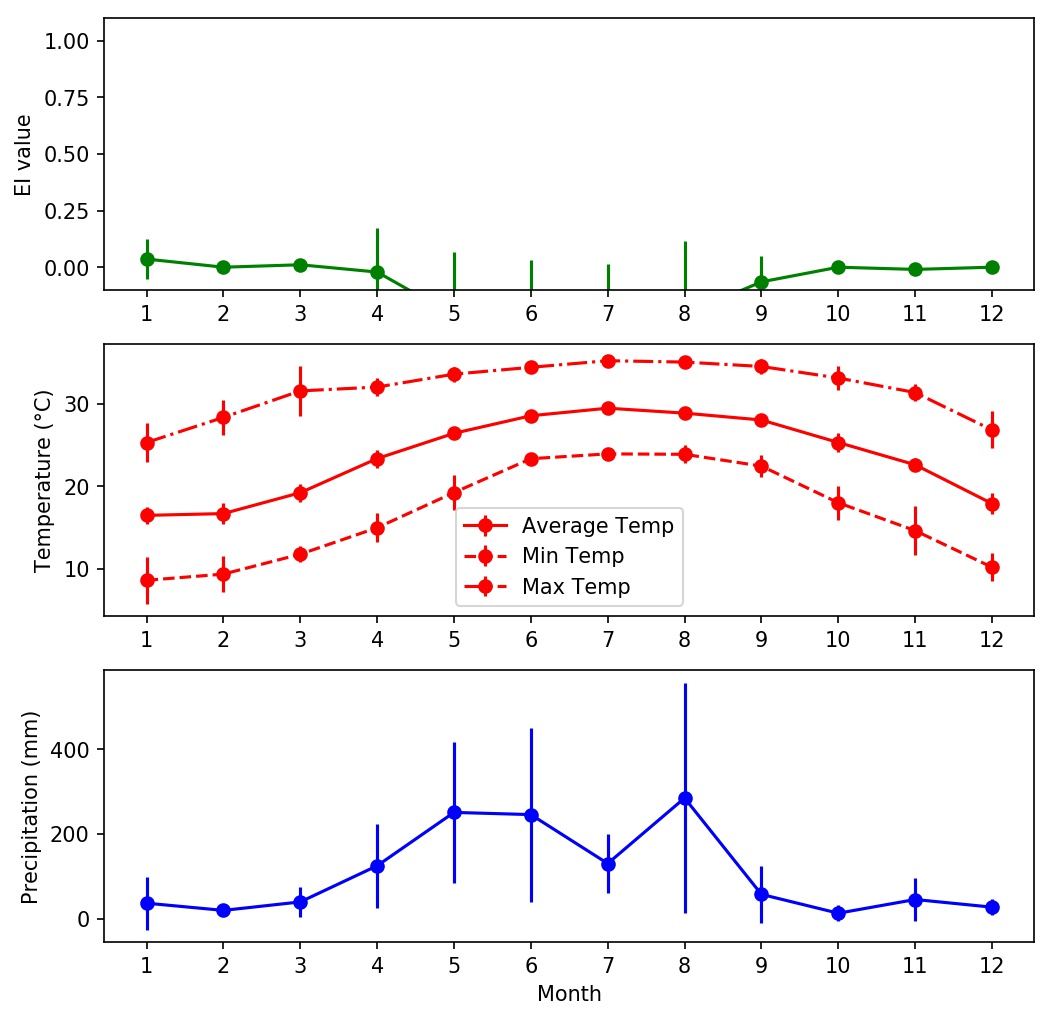 EI value
1.00
0.75
0.50
0.25
0.00
1 2 3 4 5 6 7 8 9 10 11 12
Temperature (°C)
30
20
10
Average Temp
Min Temp
Max Temp
1 2 3 4 5 6 7 8 9 10 11 12
Precipitation (mm)
400
200
0
1 2 3 4 5 6 7 8 9 10 11 12
Month